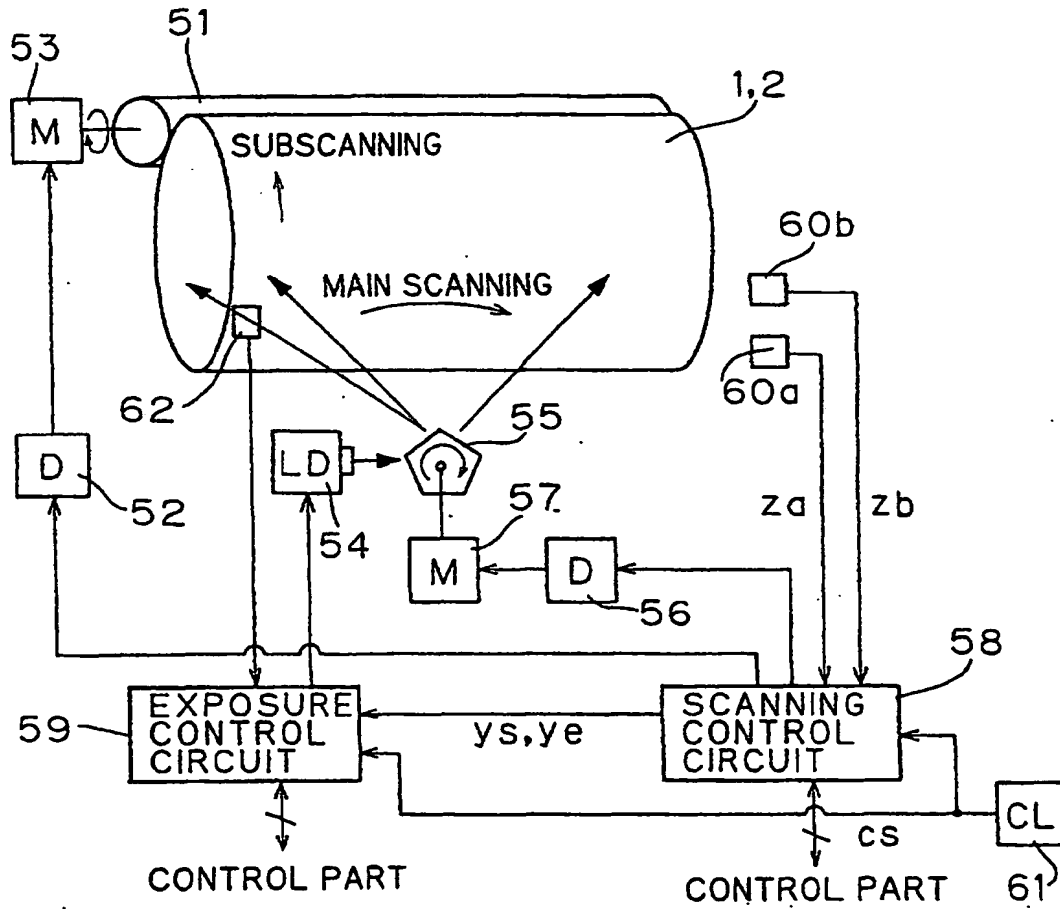 51
53
M
1,2
SUBSCANNING
60b
MAIN SCANNING
62
60a
55
D
LD
52
54
57
za
zb
M
D
56
58
59
EXPOSURE
CONTROL
CIRCUIT
ys,ye
SCANNING
CONTROL
CIRCUIT
cs
CL
61
CONTROL PART
CONTROL PART